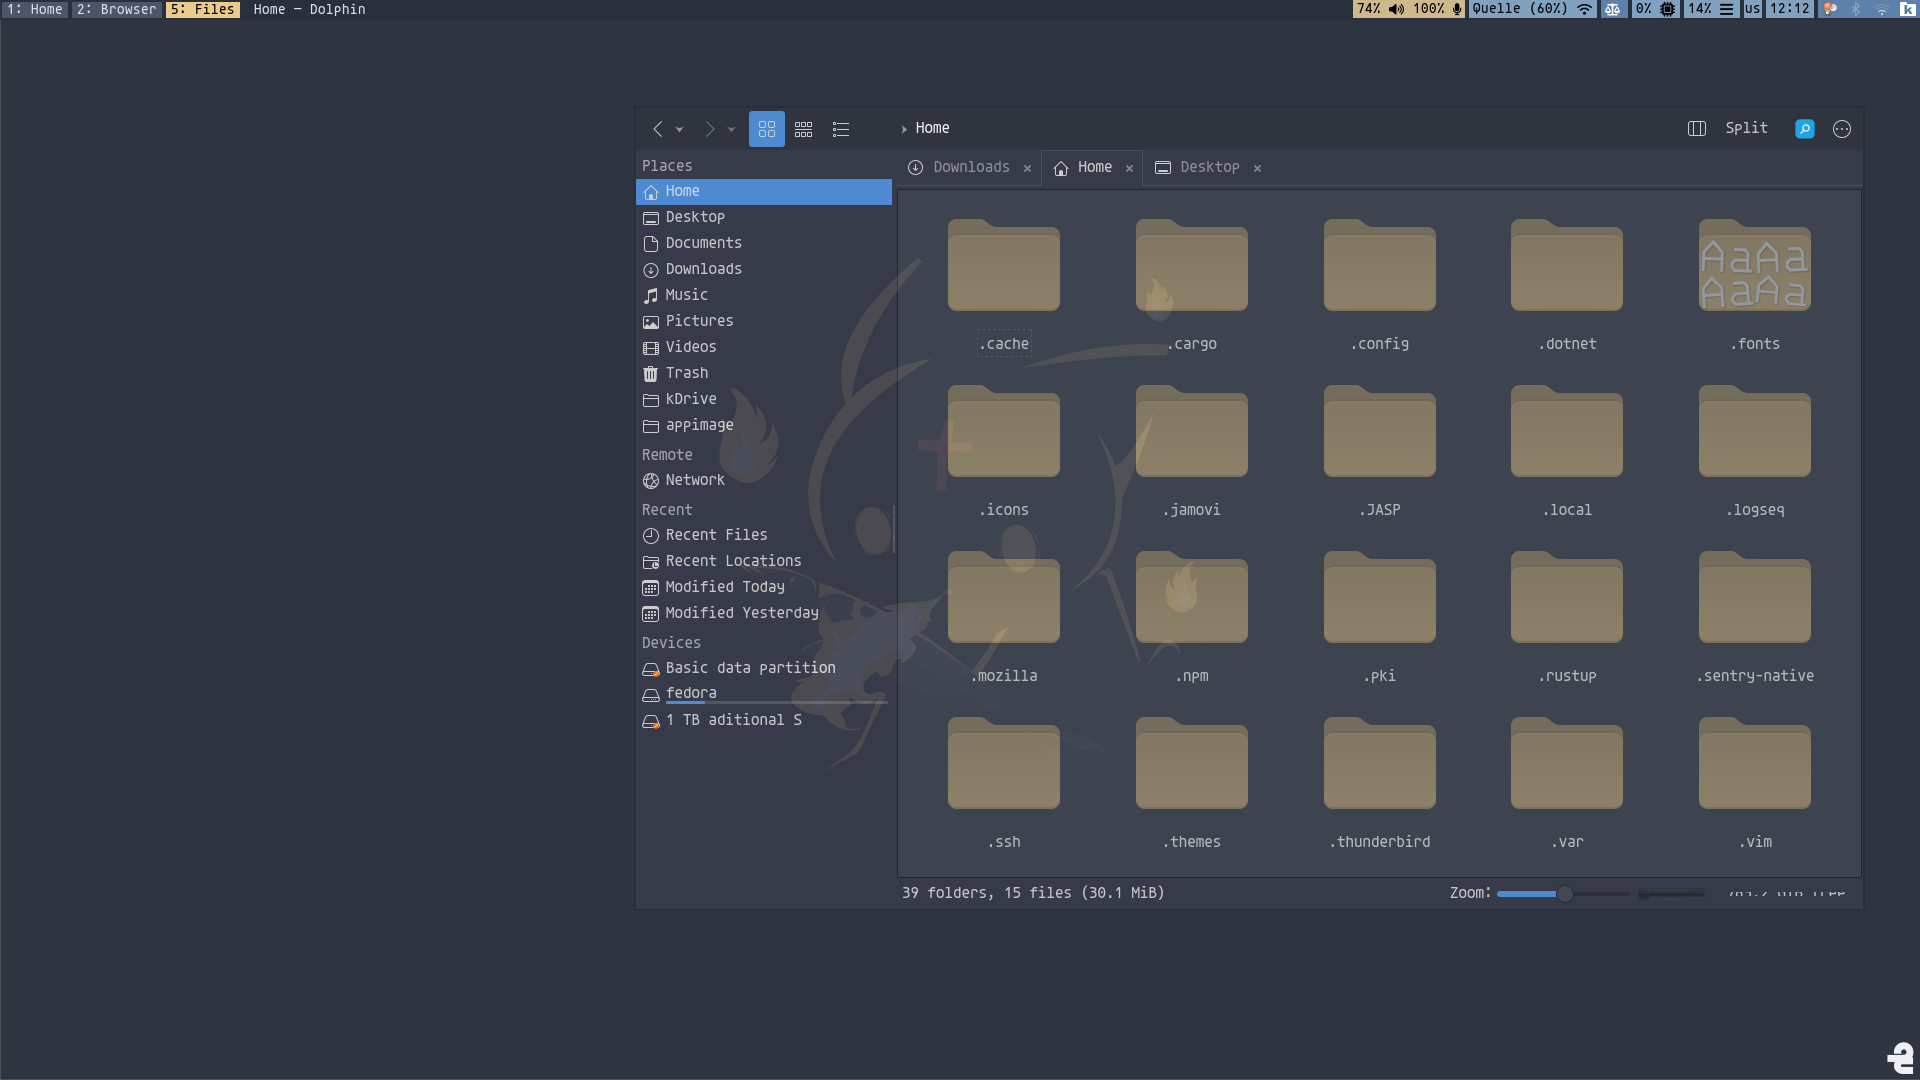 1: Home 2: Browser 5: Files Home — Dolphin
74% 100% Quelle (60%) 0% 14% us 12:12
Home
Split
Places
Home
Desktop
Documents
Downloads
Music
Pictures
Videos
Trash
kDrive
appimage
Remote
Network
Recent
Recent Files
Recent Locations
Modified Today
Modified Yesterday
Devices
Basic data partition
fedora
1 TB aditional S
Downloads Home Desktop
AaAa
AaAa
.cache .cargo .config .dotnet .fonts
.icons .jamovi .JASP .local .logseq
.mozilla .npm .pki .rustup .sentry-native
.ssh .themes .thunderbird .var .vim
39 folders, 15 files (30.1 MiB)
Zoom: